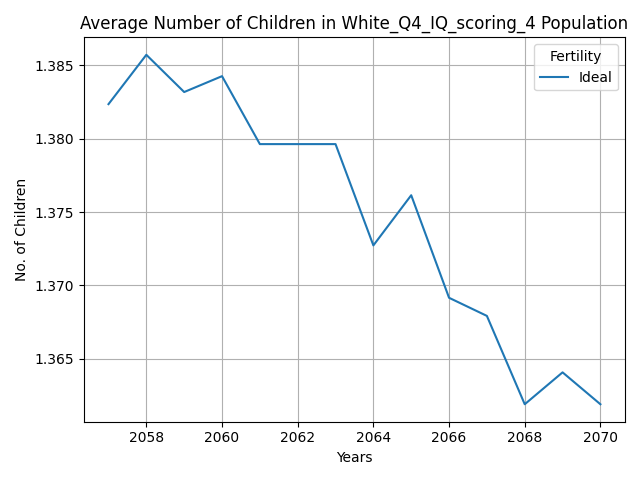 Average Number of Children in White_Q4_IQ_scoring_4 Population
Fertility
Ideal
No. of Children
1.385
1.380
1.375
1.370
1.365
2058
2060
2062
2064
2066
2068
2070
Years